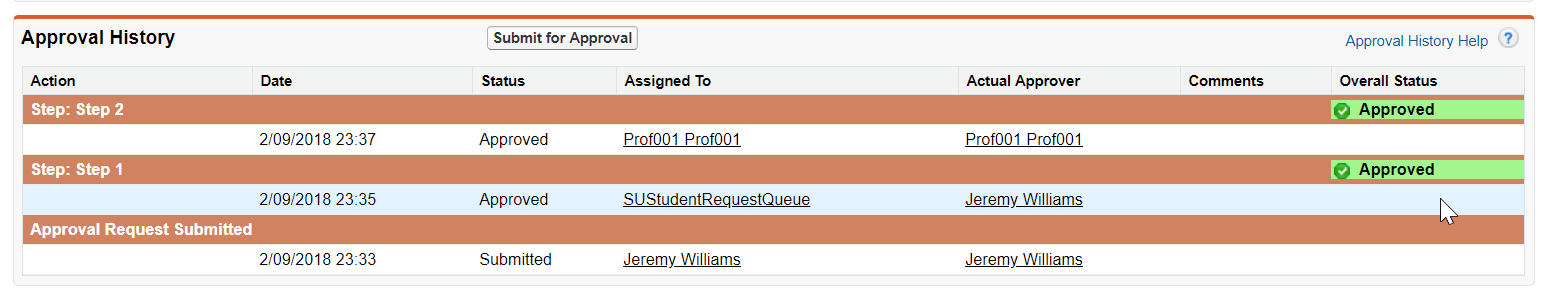 Approval History Submit for Approval Approval History Help ?
Action Date Status Assigned To Actual Approver Comments Overall Status
Step: Step 2 Approved
2/09/2018 23:37 Approved Prof001 Prof001 Prof001 Prof001
Step: Step 1 Approved
2/09/2018 23:35 Approved SUStudentRequestQueue Jeremy Williams
Approval Request Submitted
2/09/2018 23:33 Submitted Jeremy Williams Jeremy Williams